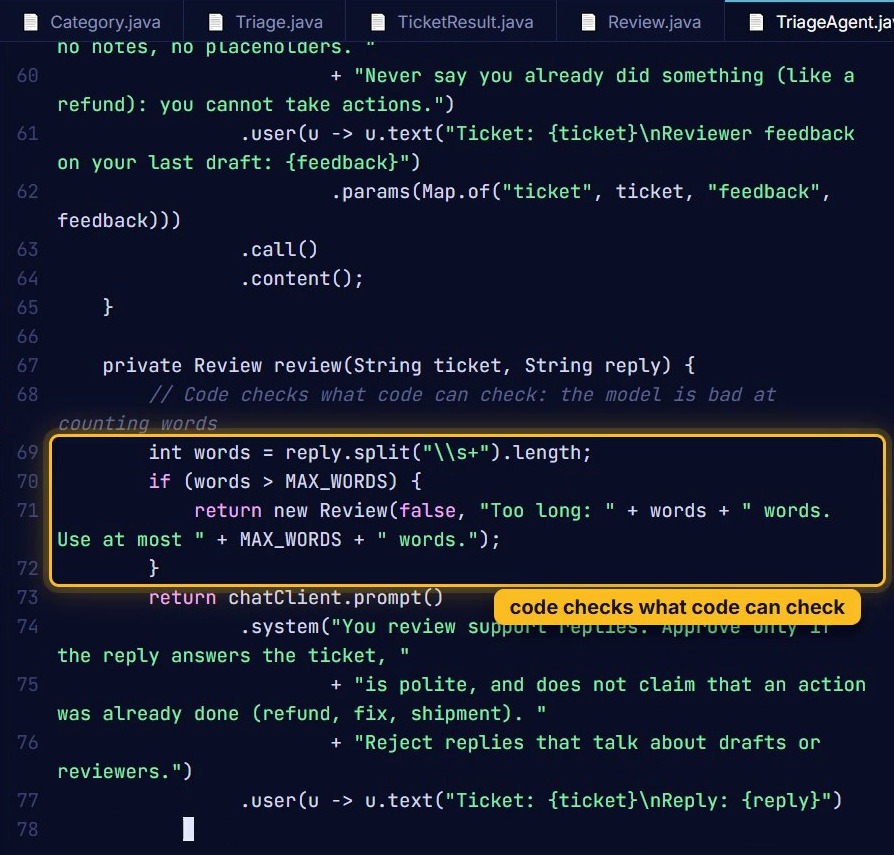 Category.java Triage.java TicketResult.java Review.java TriageAgent.jav
no notes, no placeholders. "
60 + "Never say you already did something (like a
refund): you cannot take actions.")
61 .user(u -> u.text("Ticket: {ticket}\nReviewer feedback
on your last draft: {feedback}")
62 .params(Map.of("ticket", ticket, "feedback",
feedback)))
63 .call()
64 .content();
65 }
66
67 private Review review(String ticket, String reply) {
68 // Code checks what code can check: the model is bad at
counting words
69 int words = reply.split("\\s+").length;
70 if (words > MAX_WORDS) {
71 return new Review(false, "Too long: " + words + " words.
Use at most " + MAX_WORDS + " words.");
72 }
73 return chatClient.prompt()
code checks what code can check
74 .system("You review support replies. Approve only if
the reply answers the ticket, "
75 + "is polite, and does not claim that an action
was already done (refund, fix, shipment). "
76 + "Reject replies that talk about drafts or
reviewers.")
77 .user(u -> u.text("Ticket: {ticket}\nReply: {reply}")
78